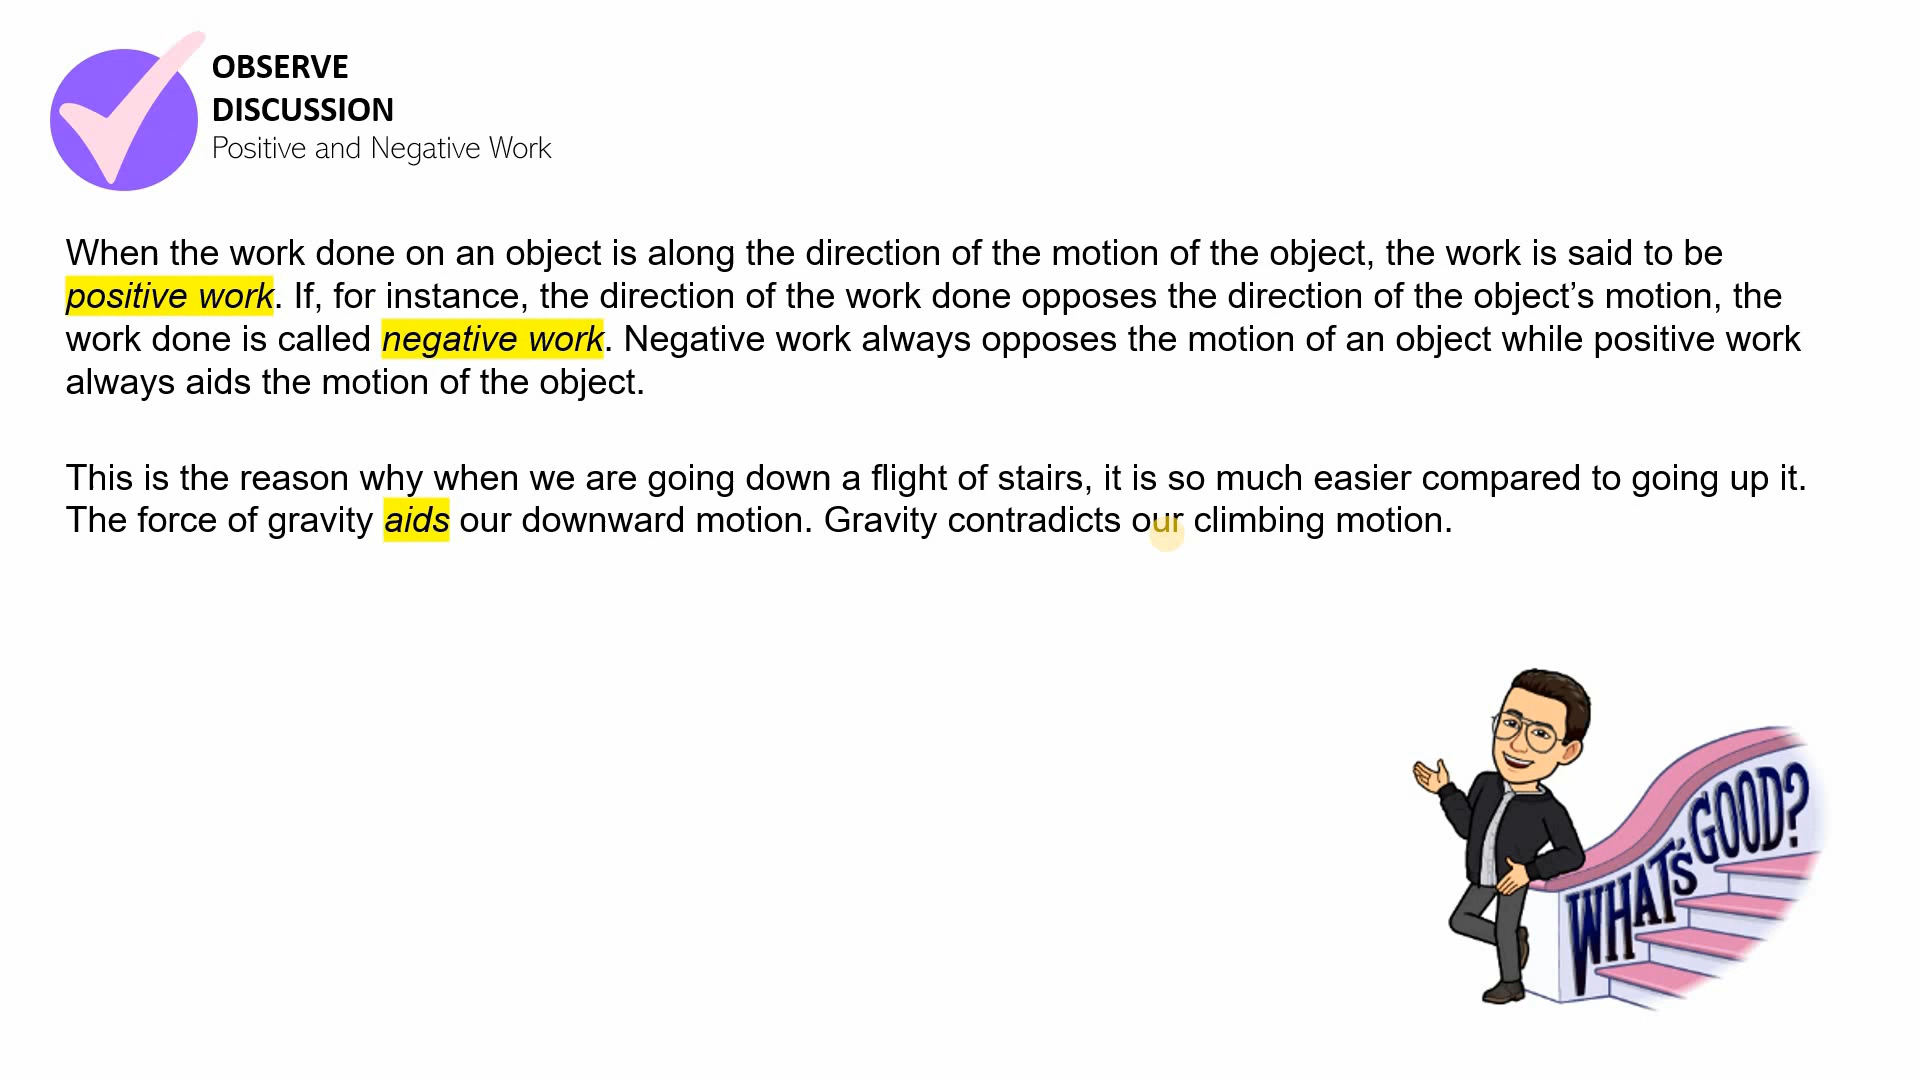 OBSERVE
DISCUSSION
Positive and Negative Work
When the work done on an object is along the direction of the motion of the object, the work is said to be
positive work. If, for instance, the direction of the work done opposes the direction of the object’s motion, the
work done is called negative work. Negative work always opposes the motion of an object while positive work
always aids the motion of the object.
This is the reason why when we are going down a flight of stairs, it is so much easier compared to going up it.
The force of gravity aids our downward motion. Gravity contradicts our climbing motion.
WHAT'S GOOD?